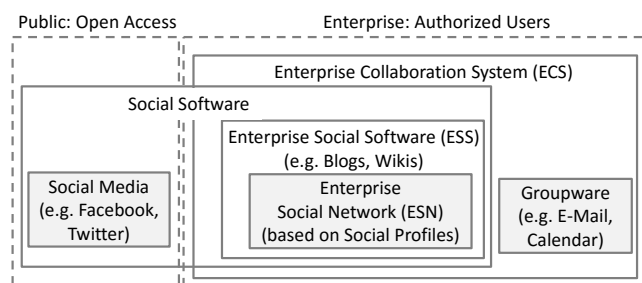 Public: Open Access
Enterprise: Authorized Users
Enterprise Collaboration System (ECS)
Social Software
Enterprise Social Software (ESS)
(e.g. Blogs, Wikis)
Social Media
(e.g. Facebook,
Twitter)
Enterprise
Social Network (ESN)
(based on Social Profiles)
Groupware
(e.g. E-Mail,
Calendar)